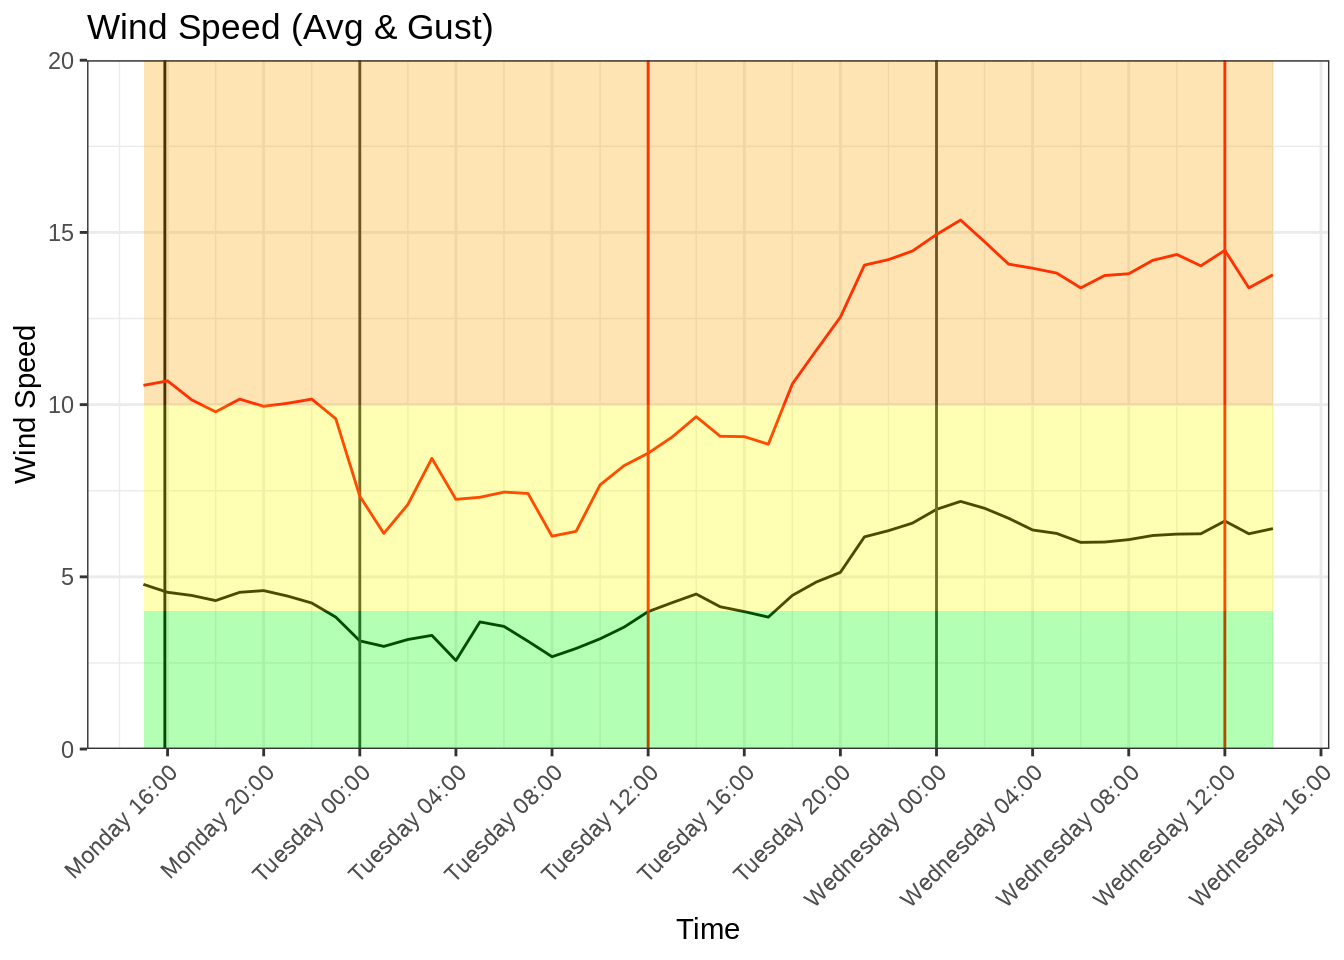 Wind Speed (Avg & Gust)
20
15
10
5
0
Wind Speed
Monday 16:00
Monday 20:00
Tuesday 00:00
Tuesday 04:00
Tuesday 08:00
Tuesday 12:00
Tuesday 16:00
Tuesday 20:00
Wednesday 00:00
Wednesday 04:00
Wednesday 08:00
Wednesday 12:00
Wednesday 16:00
Time